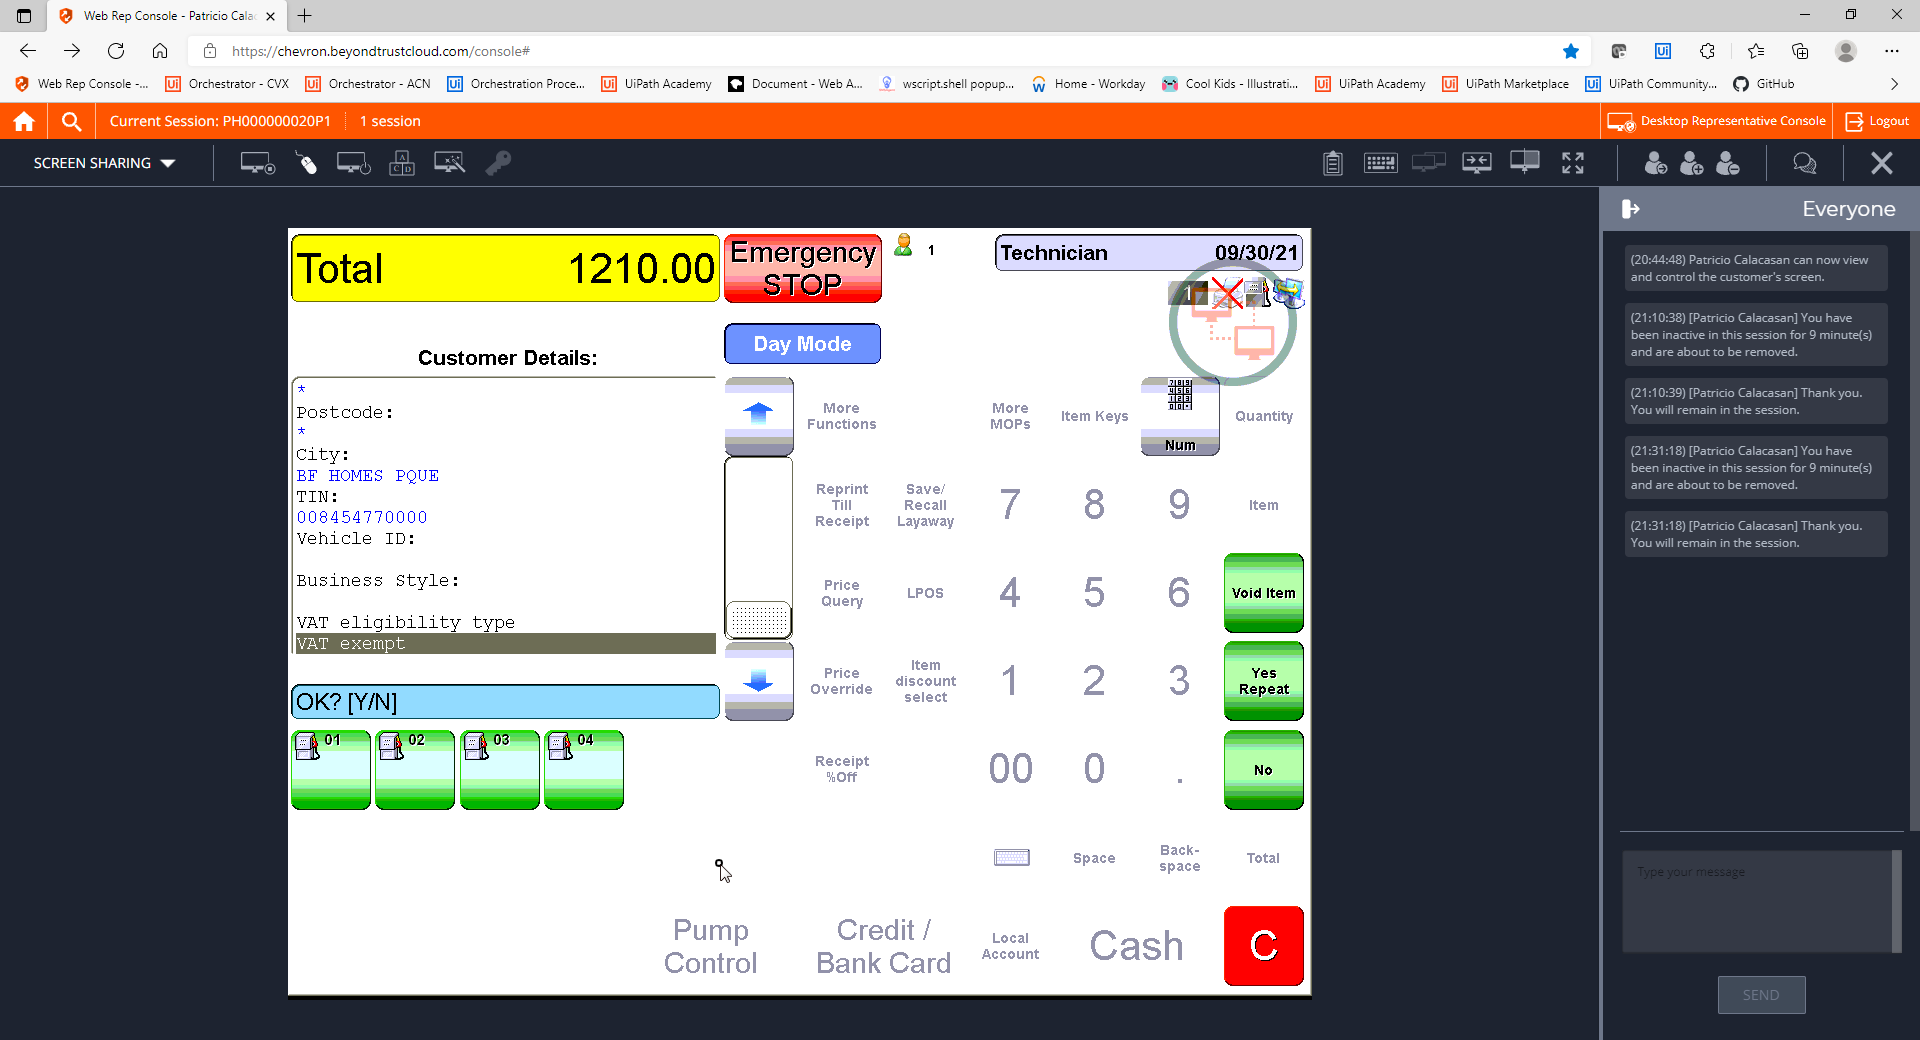 Web Rep Console - Patricio Cala
https://chevron.beyondtrustcloud.com/console#
Web Rep Console -...
Orchestrator - CVX
Orchestrator - ACN
Orchestration Proce...
UiPath Academy
Document - Web A...
wscript.shell popup...
Home - Workday
Cool Kids - Illustrati...
UiPath Academy
UiPath Marketplace
UiPath Community...
GitHub
Current Session: PH000000020P1
1 session
Desktop Representative Console
Logout
SCREEN SHARING
Everyone
(20:44:48) Patricio Calacasan can now view
and control the customer's screen.
(21:10:38) [Patricio Calacasan] You have
been inactive in this session for 9 minute(s)
and are about to be removed.
(21:10:39) [Patricio Calacasan] Thank you.
You will remain in the session.
(21:31:18) [Patricio Calacasan] You have
been inactive in this session for 9 minute(s)
and are about to be removed.
(21:31:18) [Patricio Calacasan] Thank you.
You will remain in the session.
Type your message
SEND
Total 1210.00
Emergency
STOP
1
Technician 09/30/21
1
Day Mode
Customer Details:
*
Postcode:
*
City:
BF HOMES PQUE
TIN:
008454770000
Vehicle ID:
Business Style:
VAT eligibility type
VAT exempt
OK? [Y/N]
01
02
03
04
More
Functions
More
MOPs
Item Keys
Num
Quantity
Reprint
Till
Receipt
Save/
Recall
Layaway
7
8
9
Item
Price
Query
LPOS
4
5
6
Void Item
Price
Override
Item
discount
select
1
2
3
Yes
Repeat
Receipt
%Off
00
0
.
No
Space
Back-
space
Total
Pump
Control
Credit /
Bank Card
Local
Account
Cash
C